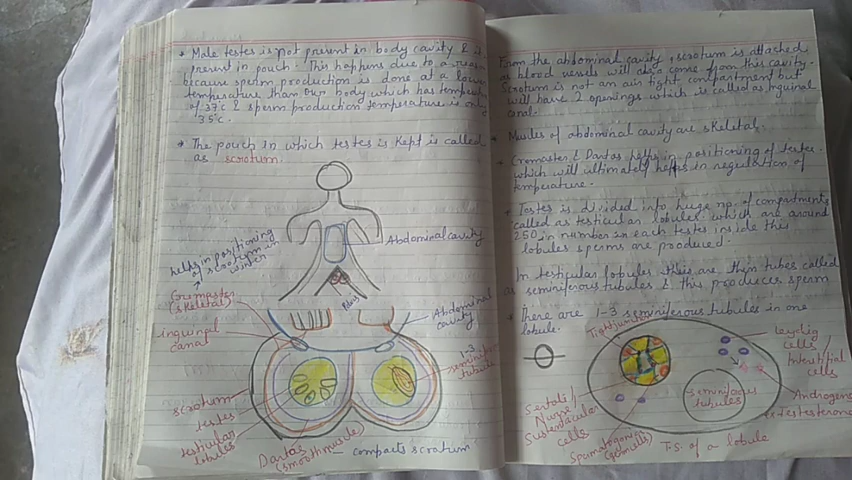 * Male testes is not present in body cavity & it
present in pouch. This happens due to a reason
because sperm production is done at a lower
temperature than our body which has temperature
of 37°C & sperm production temperature is only
35°C.
* The pouch in which testes is kept is called
as scrotum.
Abdominal cavity
helps in positioning
of scrotum in
which
Cremaster
(skeletal)
inguinal
canal
scrotum
testes
testicular
lobules
Dartos
(smooth muscle)
— compacts scrotum
Abdominal
cavity
1-3
seminiferous
tubule
From the abdominal cavity, scrotum is attached
as blood vessels will also come from this cavity.
Scrotum is not an air tight compartment but
will have 2 openings which is called as inguinal
canal.
* Muscles of abdominal cavity are skeletal.
* Cremaster & Dartos helps in positioning of testes
which will ultimately helps in regulation of
temperature.
* Testes is divided into huge no. of compartments
called as testicular lobules which are around
250 in number in each testes inside this
lobules sperms are produced.
In testicular lobules there are thin tubes called
as seminiferous tubules & this produces sperm
* There are 1-3 seminiferous tubules in one
lobule.
Sertoli /
Nurse /
Sustentacular
cells
Spermatogonia
seminiferous
tubules
Leydig
cells /
Interstitial
cells
Androgens
Testosterone
T.S. of a lobule